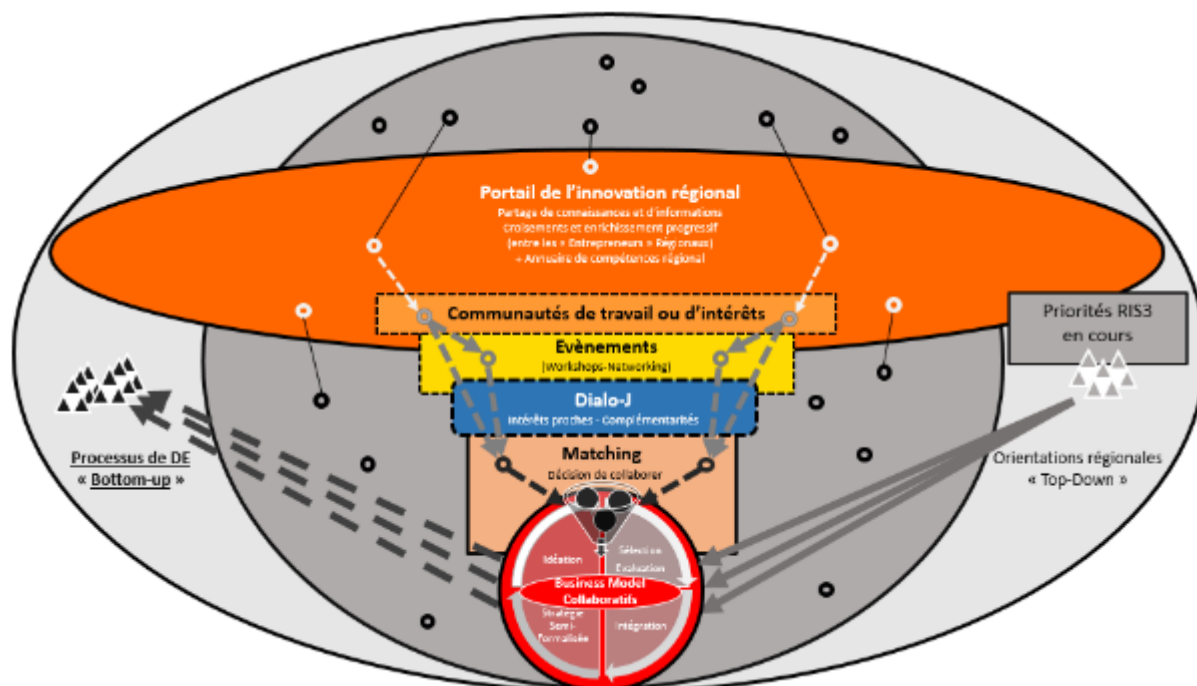 Portail de l'innovation régional
Partage de connaissances et d'informations
Croisements et enrichissement progressif
(entre les « Entrepreneurs » Régionaux)
+ Annuaire de compétences régional
Communautés de travail ou d'intérêts
Evènements
(Workshops-Networking)
Dialo-J
Intérêts proches - Complémentarités
Matching
Décision de collaborer
Idéation
Sélection
Evaluation
Business Model
Collaboratifs
Stratégie
Semi-
Formalisée
Intégration
Processus de DE
« Bottom-up »
Priorités RIS3
en cours
Orientations régionales
« Top-Down »